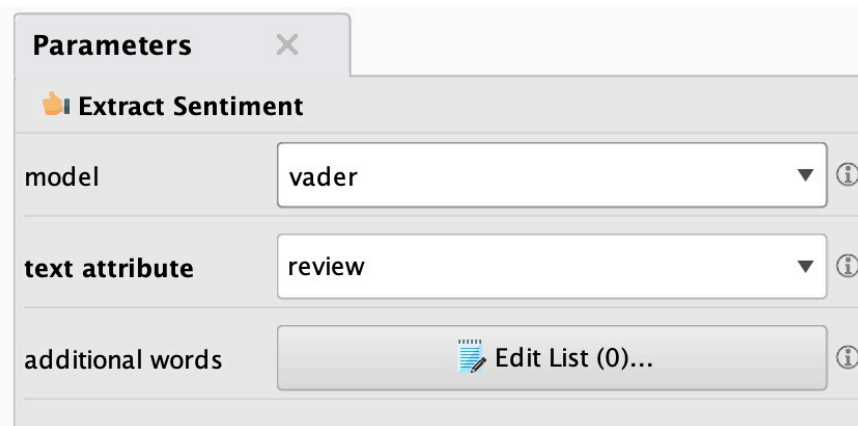 Parameters
Extract Sentiment
model
vader
text attribute
review
additional words
Edit List (0)...